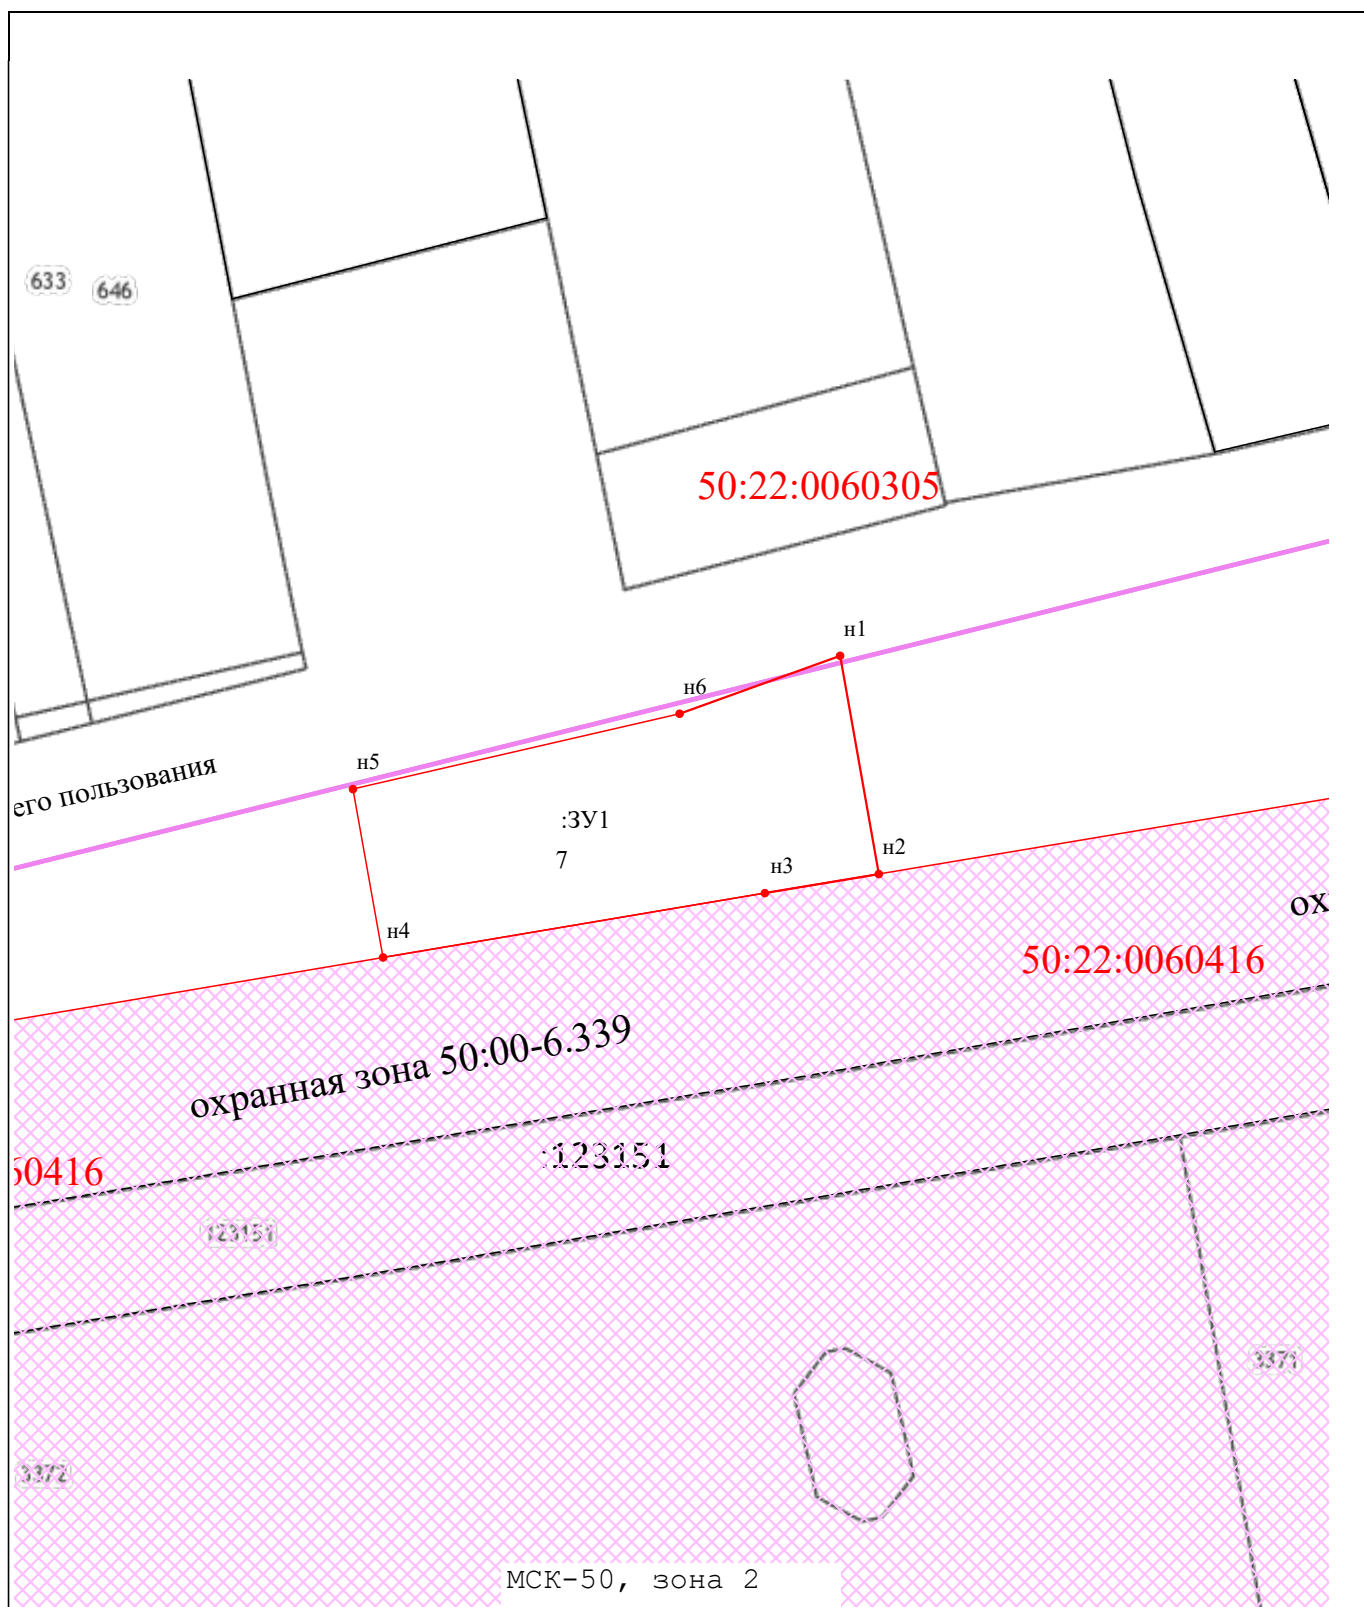 633
646
50:22:0060305
н1
н6
н5
его пользования
:ЗУ1
7
н3
н2
н4
ох
50:22:0060416
охранная зона 50:00-6.339
:123151
60416
123151
3371
3372
МСК-50, зона 2